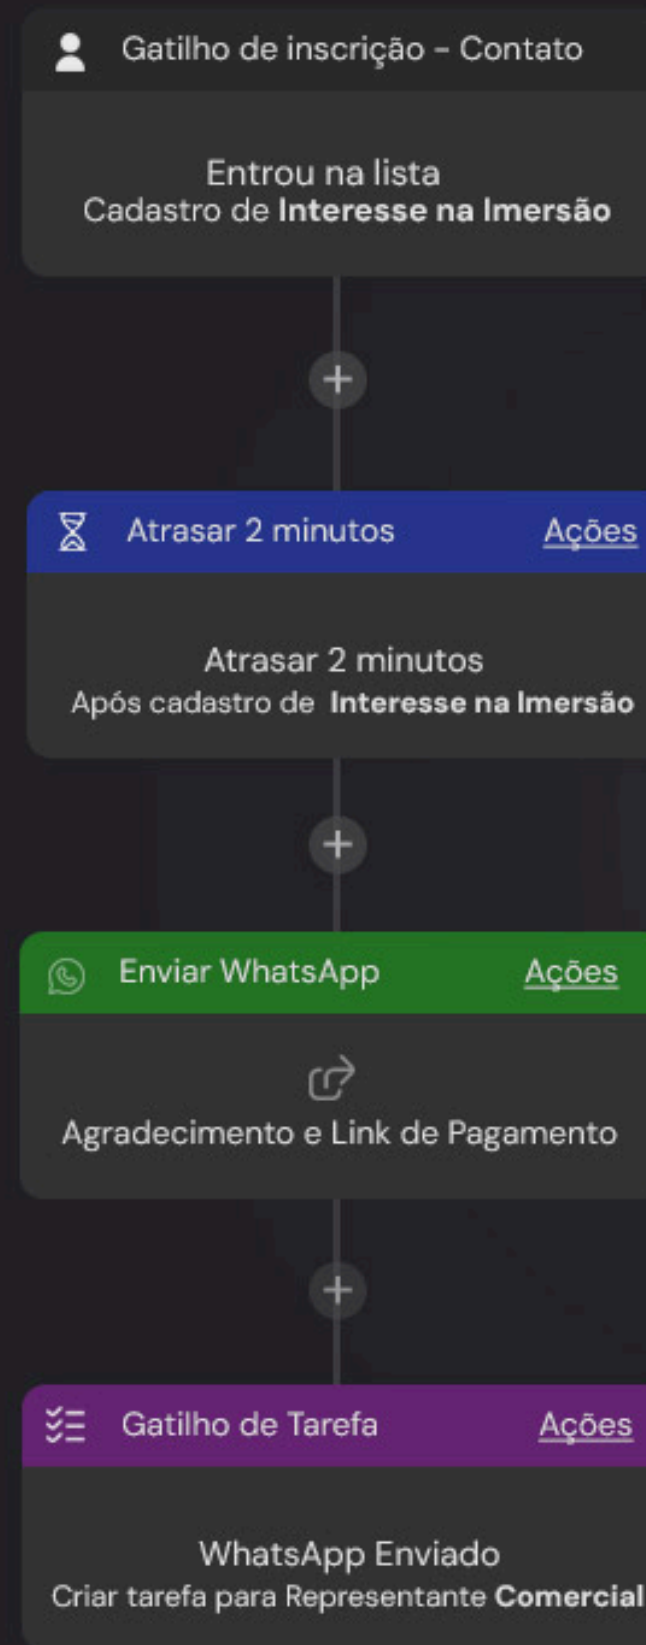 Gatilho de inscrição - Contato
Entrou na lista
Cadastro de Interesse na Imersão
Atrasar 2 minutos Ações
Atrasar 2 minutos
Após cadastro de Interesse na Imersão
Enviar WhatsApp Ações
Agradecimento e Link de Pagamento
Gatilho de Tarefa Ações
WhatsApp Enviado
Criar tarefa para Representante Comercial